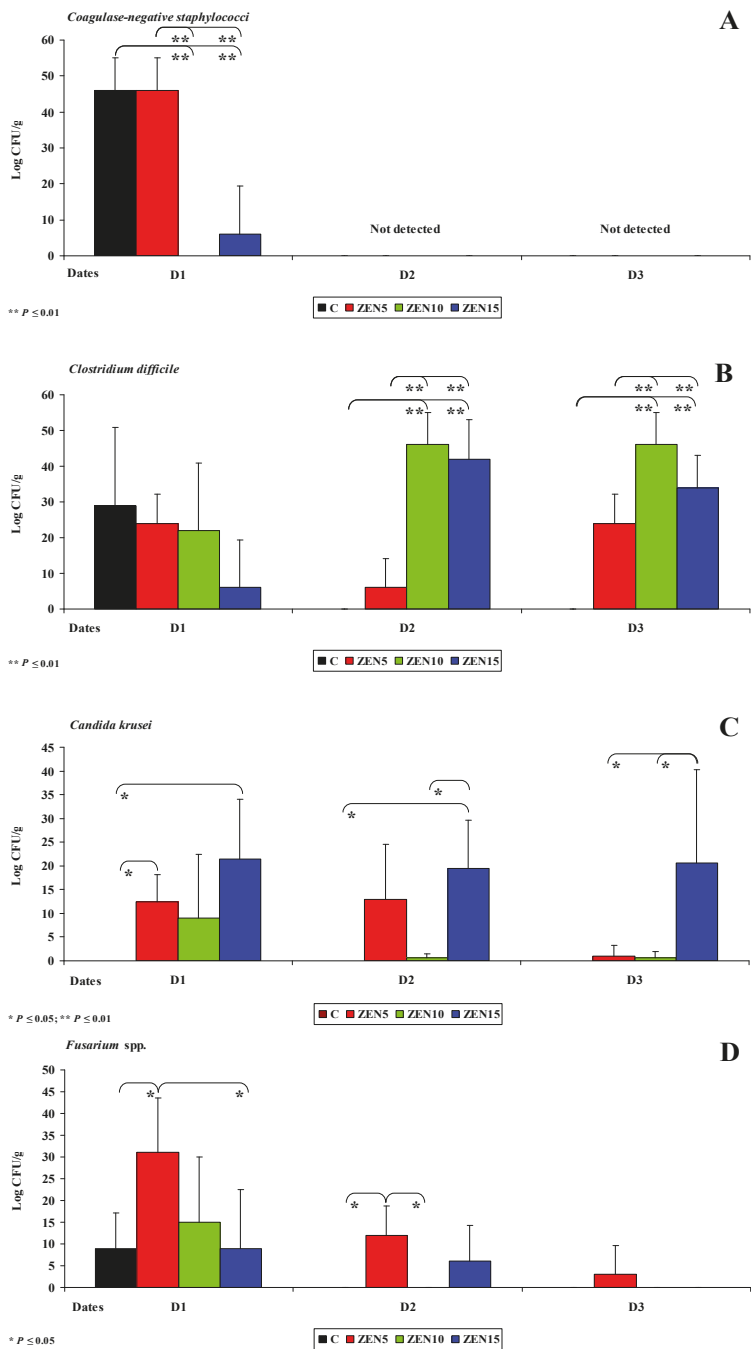 Coagulase-negative staphylococci
A
** **
** **
60
50
40
30
20
10
0
Log CFU/g
Not detected
Not detected
Dates D1 D2 D3
** P ≤ 0.01
C ZEN5 ZEN10 ZEN15
Clostridium difficile
B
** ** ** **
** ** ** **
60
50
40
30
20
10
0
Log CFU/g
Dates D1 D2 D3
** P ≤ 0.01
C ZEN5 ZEN10 ZEN15
Candida krusei
C
* * * * * *
45
40
35
30
25
20
15
10
5
0
Log CFU/g
Dates D1 D2 D3
* P ≤ 0.05; ** P ≤ 0.01
C ZEN5 ZEN10 ZEN15
Fusarium spp.
D
* *
* *
50
45
40
35
30
25
20
15
10
5
0
Log CFU/g
Dates D1 D2 D3
* P ≤ 0.05
C ZEN5 ZEN10 ZEN15